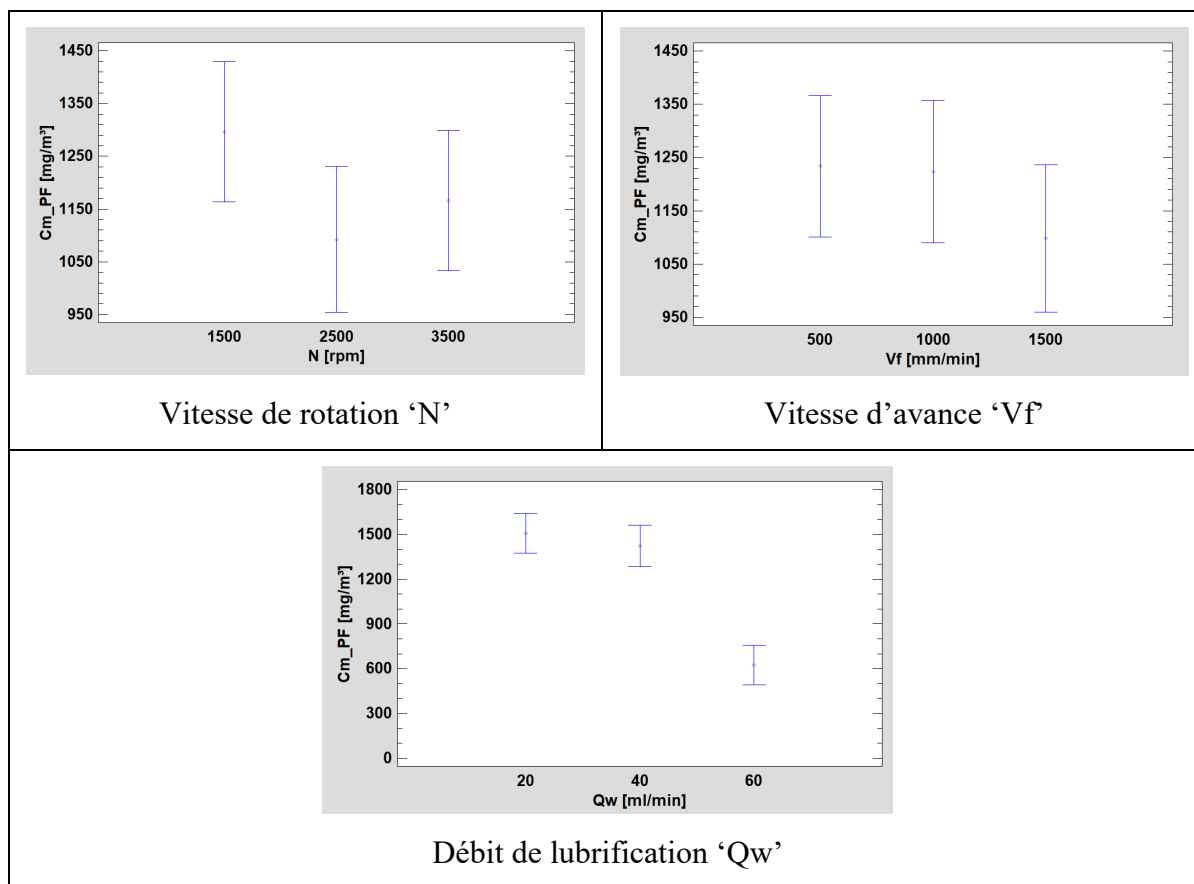 1450
1350
1250
1150
1050
950
Cm_PF [mg/m³]
1500 2500 3500
N [rpm]
Vitesse de rotation ‘N’
1450
1350
1250
1150
1050
950
Cm_PF [mg/m³]
500 1000 1500
Vf [mm/min]
Vitesse d’avance ‘Vf’
1800
1500
1200
900
600
300
0
Cm_PF [mg/m³]
20 40 60
Qw [ml/min]
Débit de lubrification ‘Qw’